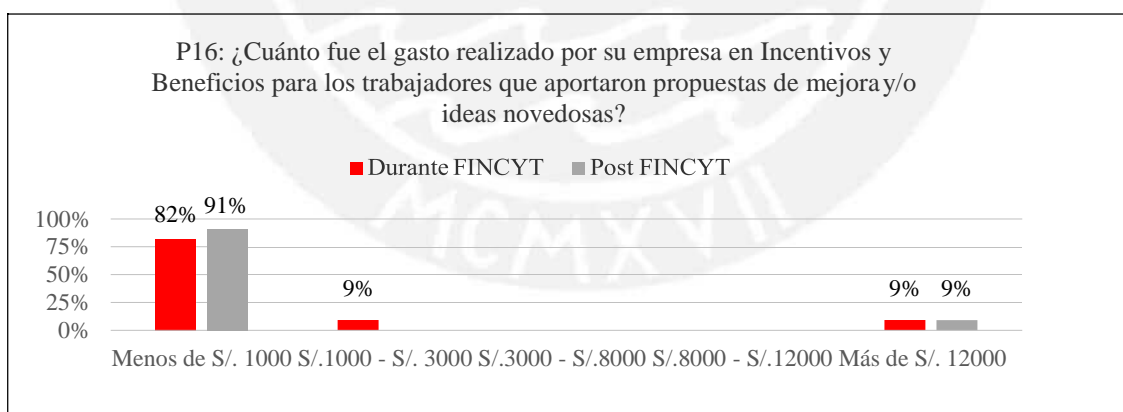 P16: ¿Cuánto fue el gasto realizado por su empresa en Incentivos y
Beneficios para los trabajadores que aportaron propuestas de mejora y/o
ideas novedosas?
Durante FINCYT Post FINCYT
82% 91% 9% 9% 9%
100%
75%
50%
25%
0%
Menos de S/. 1000 S/.1000 - S/. 3000 S/.3000 - S/.8000 S/.8000 - S/.12000 Más de S/. 12000
MCMXVII